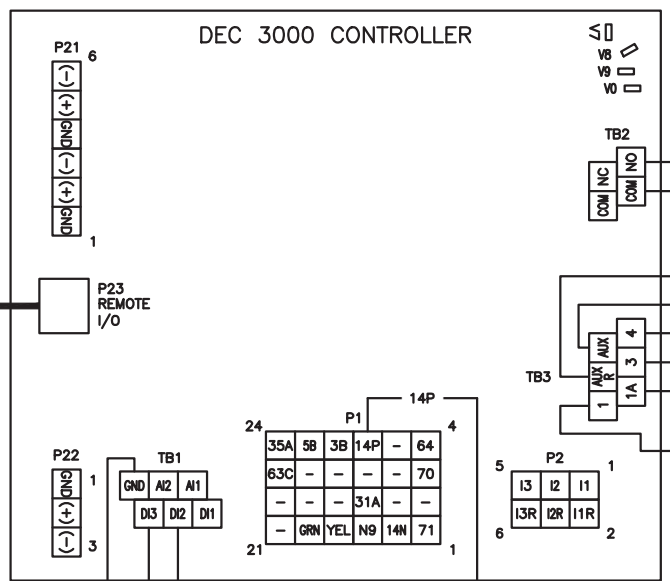 DEC 3000 CONTROLLER
P21
6
(−)
(+)
GND
(−)
(+)
GND
1
V8
V9
V0
TB2
NC
NO
COM
COM
P23
REMOTE
I/O
AUX
4
AUX R
3
1
1A
TB3
14P
P1
24
4
35A 5B 3B 14P - 64
63C - - - - 70
- - - 31A - -
- GRN YEL N9 14N 71
21
1
P22
1
GND
(+)
(−)
3
TB1
GND AI2 AI1
DI3 DI2 DI1
P2
5
1
I3 I2 I1
I3R I2R I1R
6
2